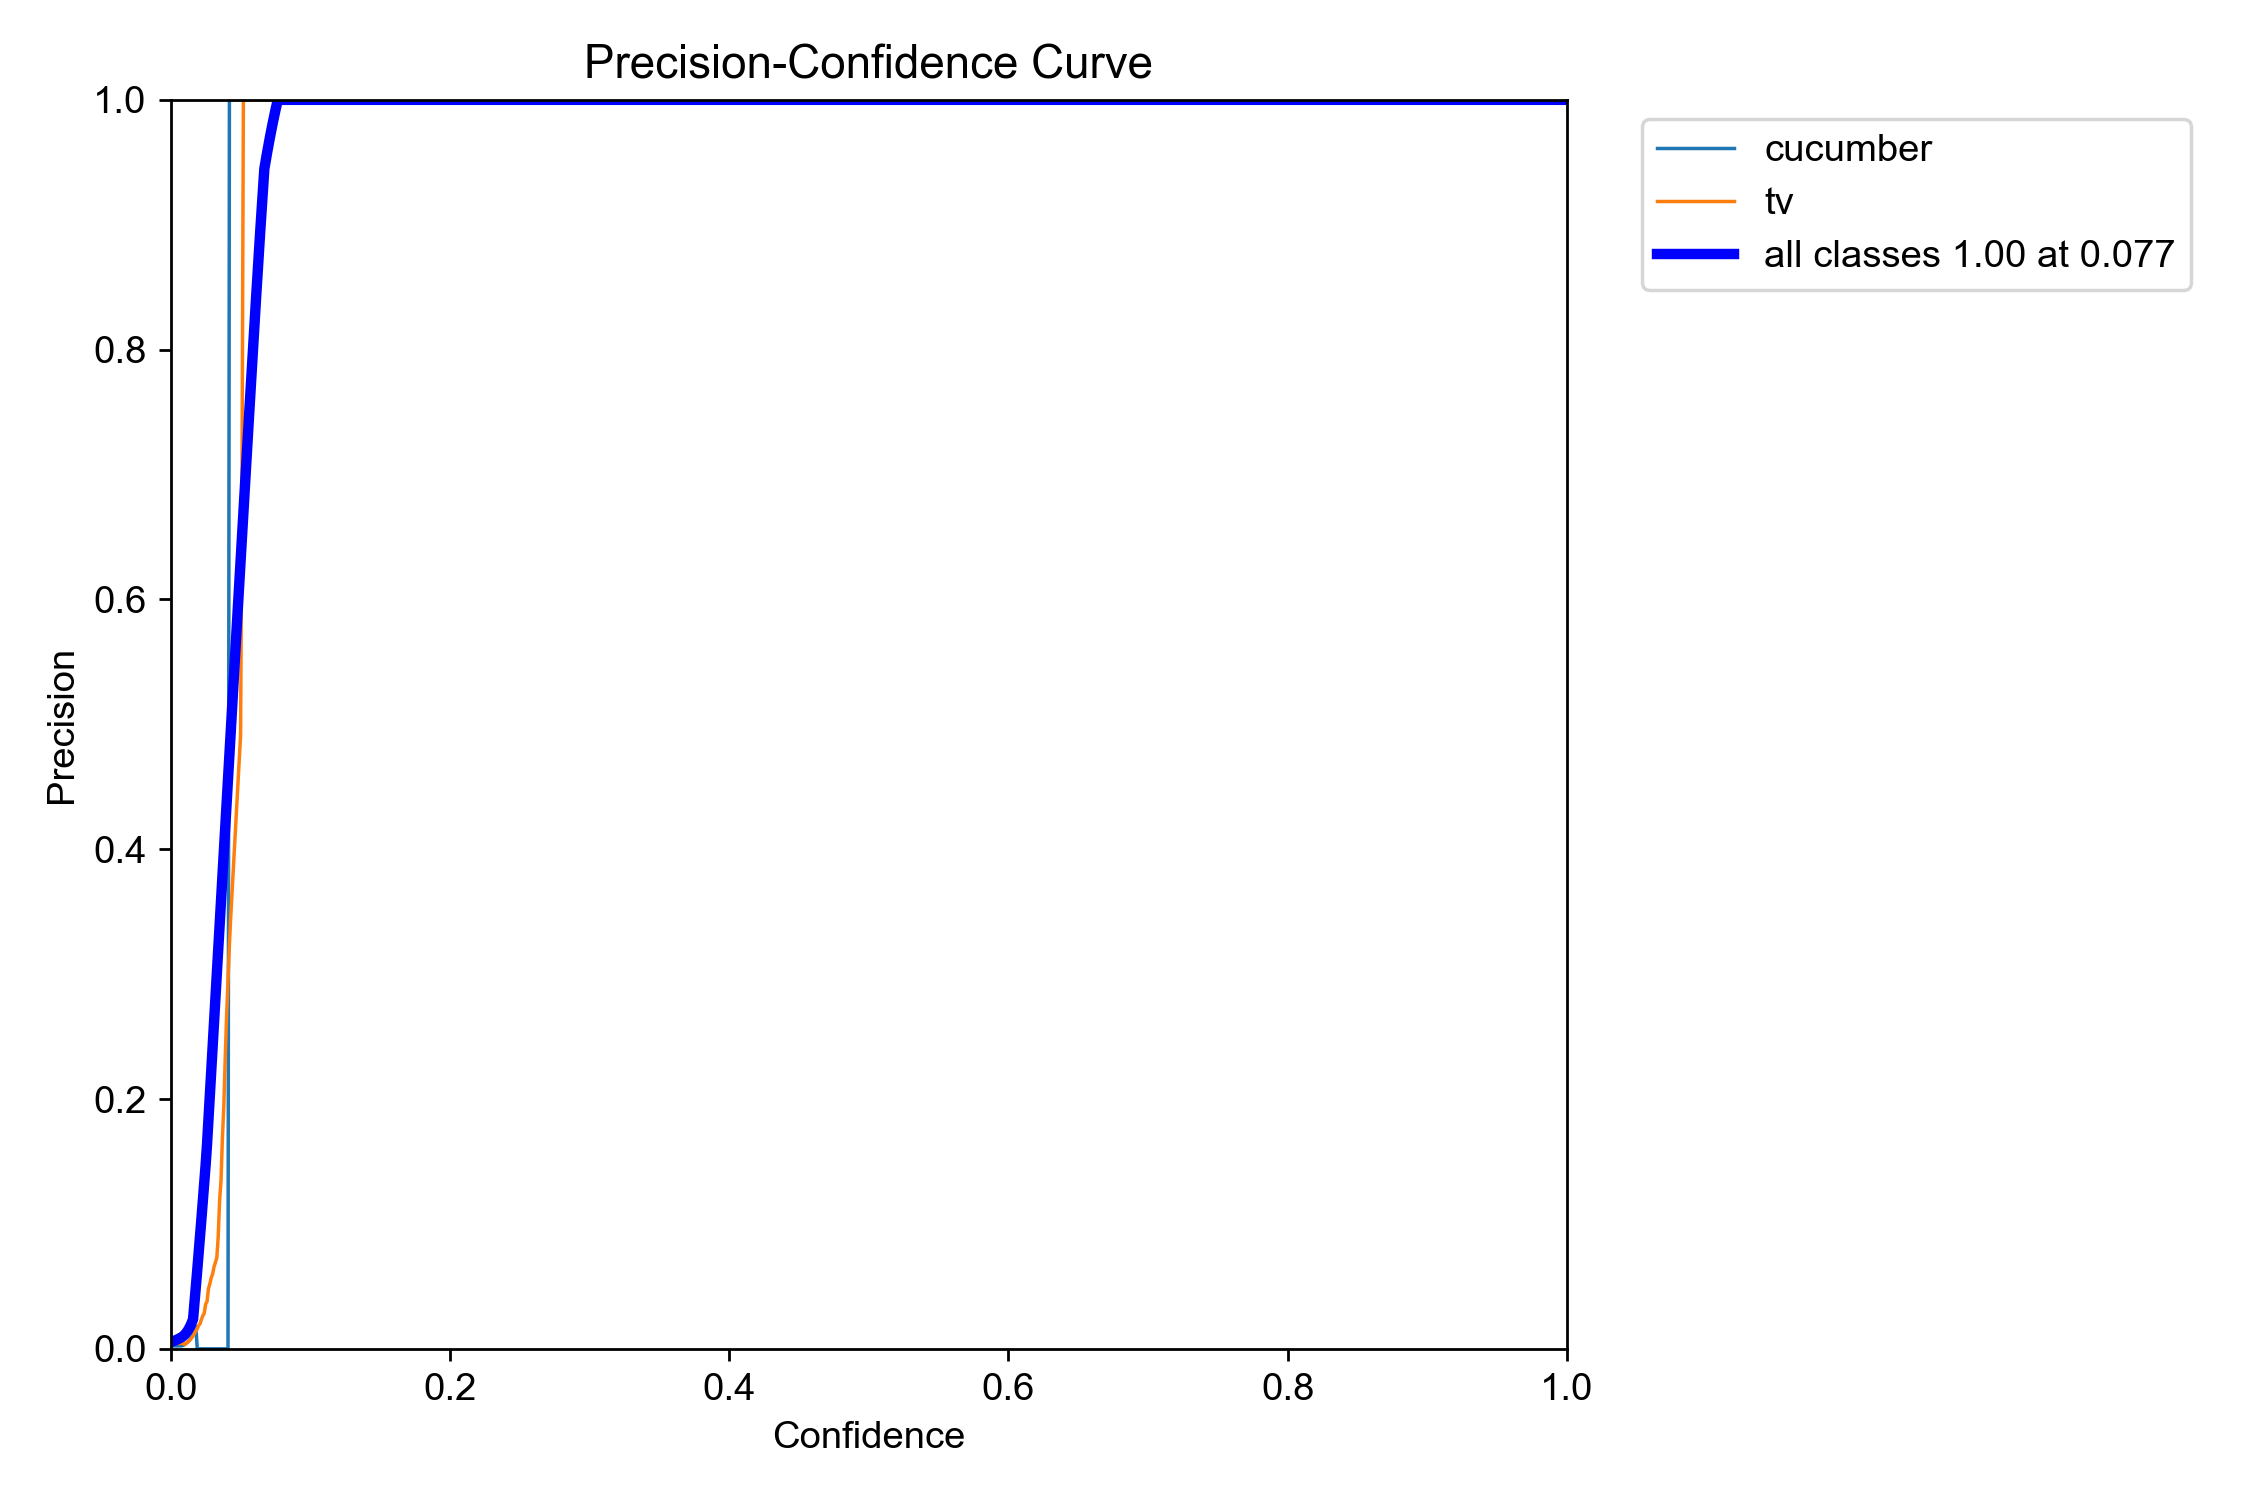 Precision-Confidence Curve
1.0
0.8
0.6
0.4
0.2
0.0
Precision
0.0 0.2 0.4 0.6 0.8 1.0
Confidence
cucumber
tv
all classes 1.00 at 0.077